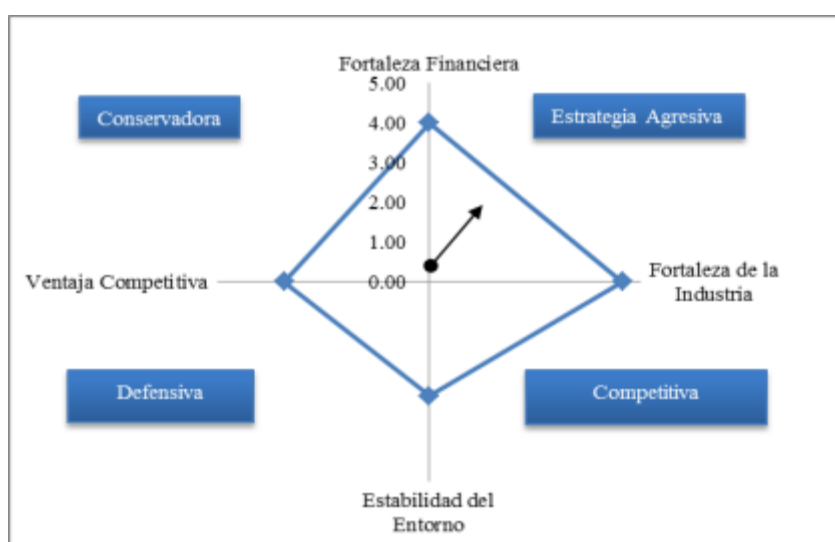 Fortaleza Financiera
5.00
Conservadora
Estrategia Agresiva
4.00
3.00
2.00
1.00
Ventaja Competitiva
0.00
Fortaleza de la
Industria
Defensiva
Competitiva
Estabilidad del
Entorno